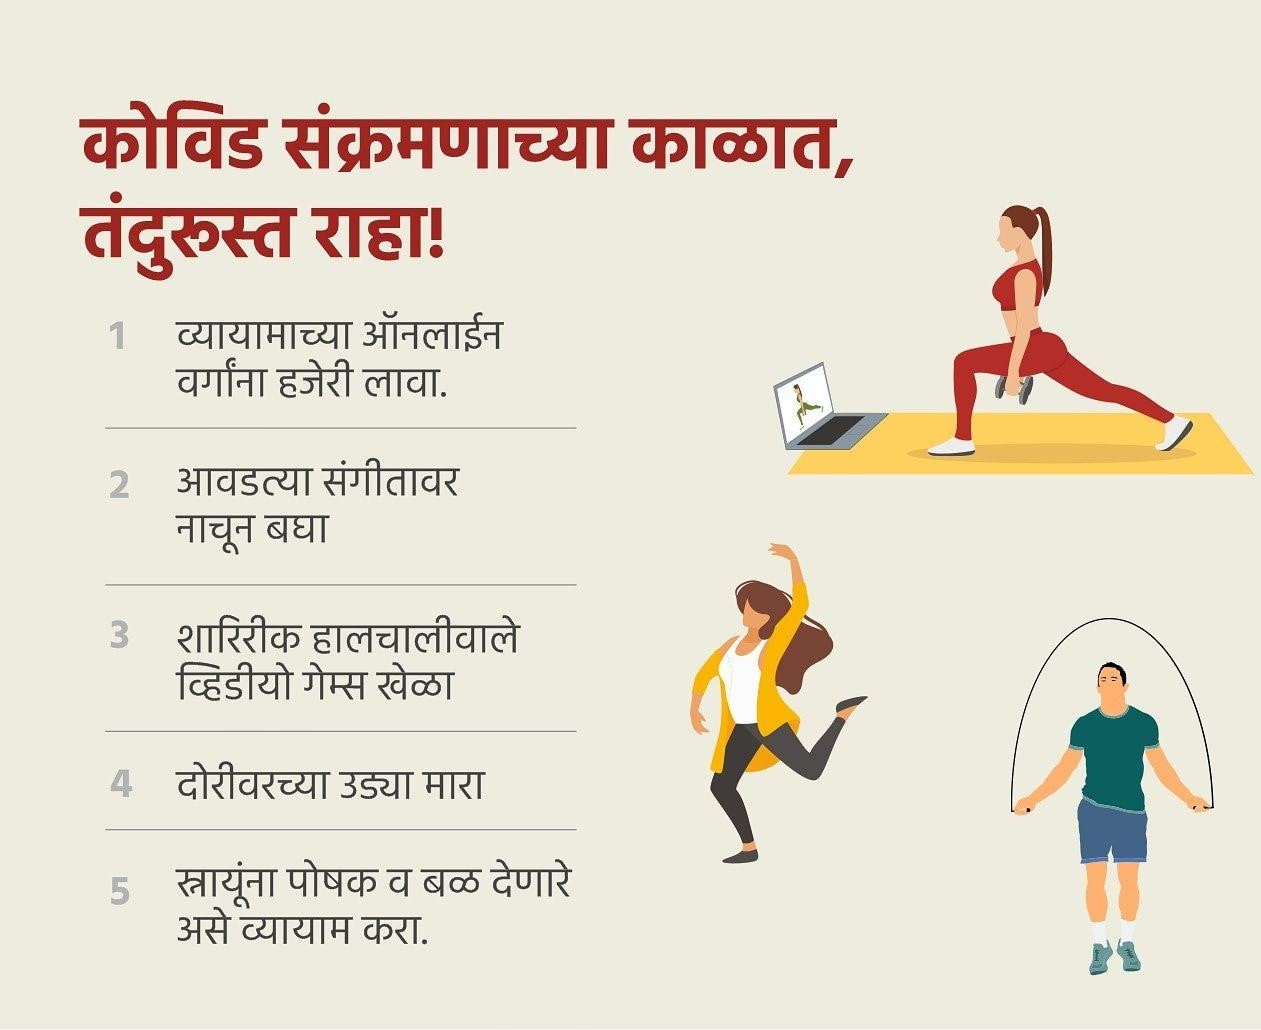 कोविड संक्रमणाच्या काळात,
तंदुरूस्त राहा!
1 व्यायामाच्या ऑनलाईन
वर्गांना हजेरी लावा.
2 आवडत्या संगीतावर
नाचून बघा
3 शारिरीक हालचालीवाले
व्हिडीयो गेम्स खेळा
4 दोरीवरच्या उड्या मारा
5 स्नायूंना पोषक व बळ देणारे
असे व्यायाम करा.